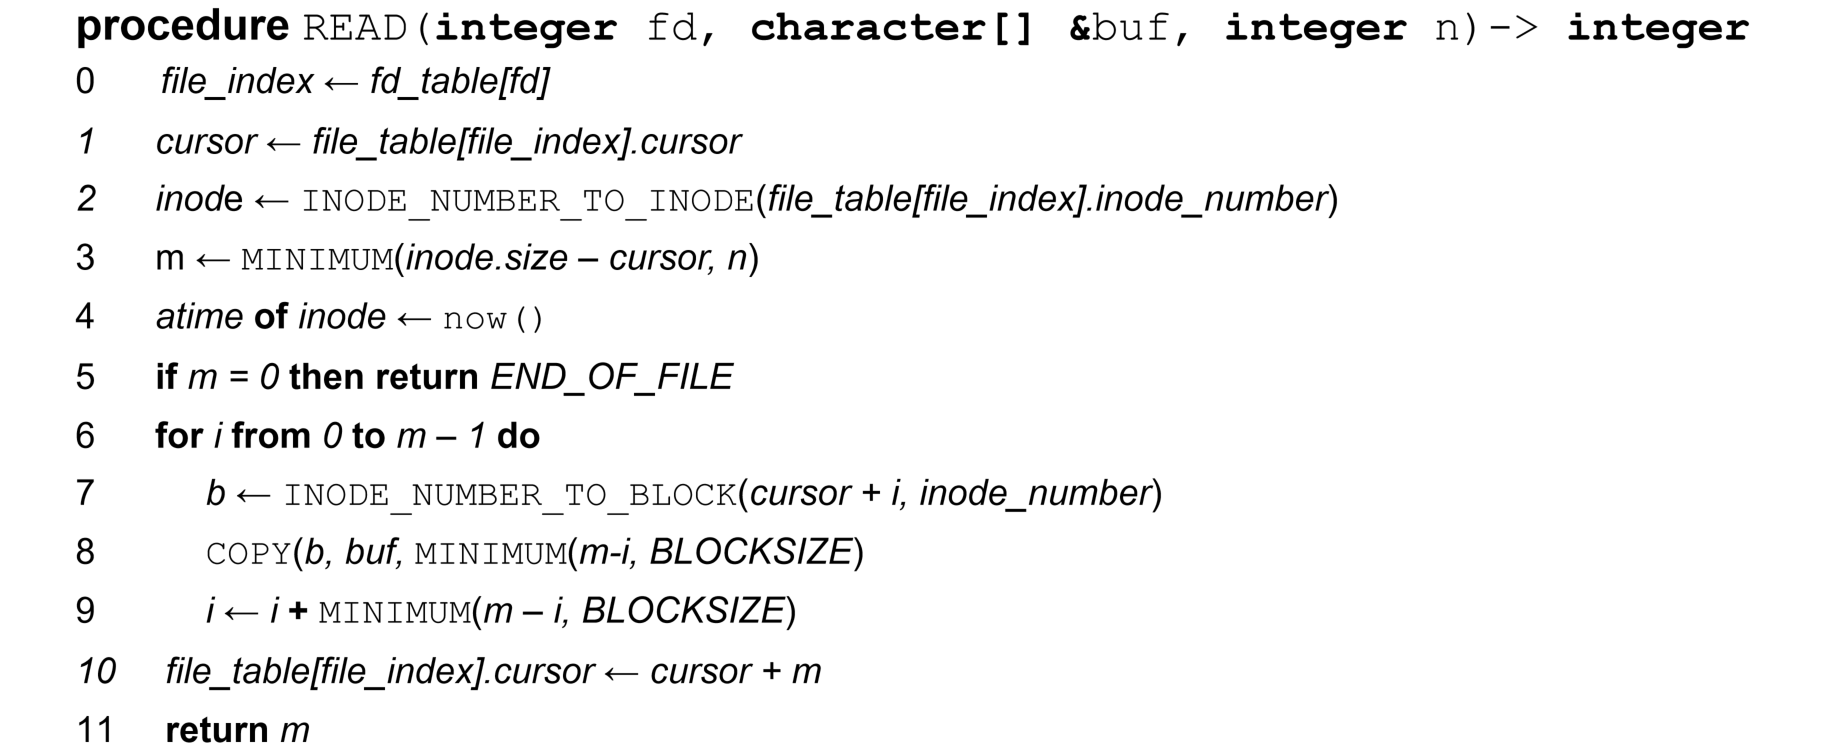 procedure READ(integer fd, character[] &buf, integer n)-> integer
0 file_index ← fd_table[fd]
1 cursor ← file_table[file_index].cursor
2 inode ← INODE_NUMBER_TO_INODE(file_table[file_index].inode_number)
3 m ← MINIMUM(inode.size – cursor, n)
4 atime of inode ← now()
5 if m = 0 then return END_OF_FILE
6 for i from 0 to m – 1 do
7 b ← INODE_NUMBER_TO_BLOCK(cursor + i, inode_number)
8 COPY(b, buf, MINIMUM(m-i, BLOCKSIZE)
9 i ← i + MINIMUM(m – i, BLOCKSIZE)
10 file_table[file_index].cursor ← cursor + m
11 return m